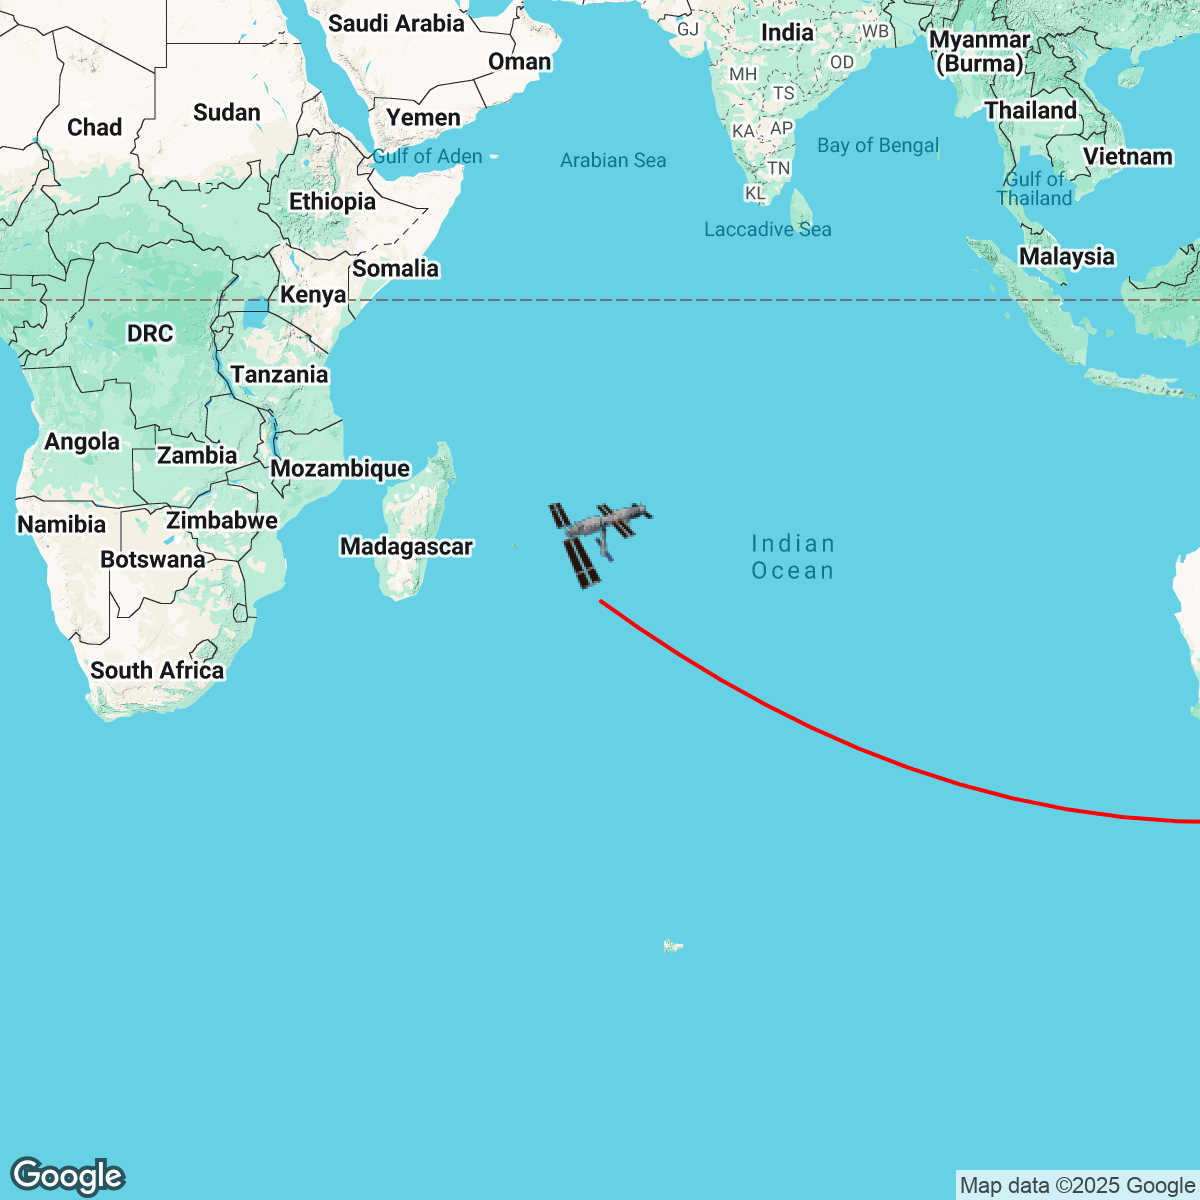 Saudi Arabia
GJ
India
WB
Myanmar
(Burma)
Oman
OD
MH
TS
Sudan
Yemen
Thailand
Chad
KA
AP
Bay of Bengal
Gulf of Aden
Arabian Sea
Vietnam
TN
Gulf of
Thailand
KL
Ethiopia
Laccadive Sea
Malaysia
Somalia
Kenya
DRC
Tanzania
Angola
Zambia
Mozambique
Namibia
Zimbabwe
Madagascar
Indian
Ocean
Botswana
South Africa
Google
Map data ©2025 Google